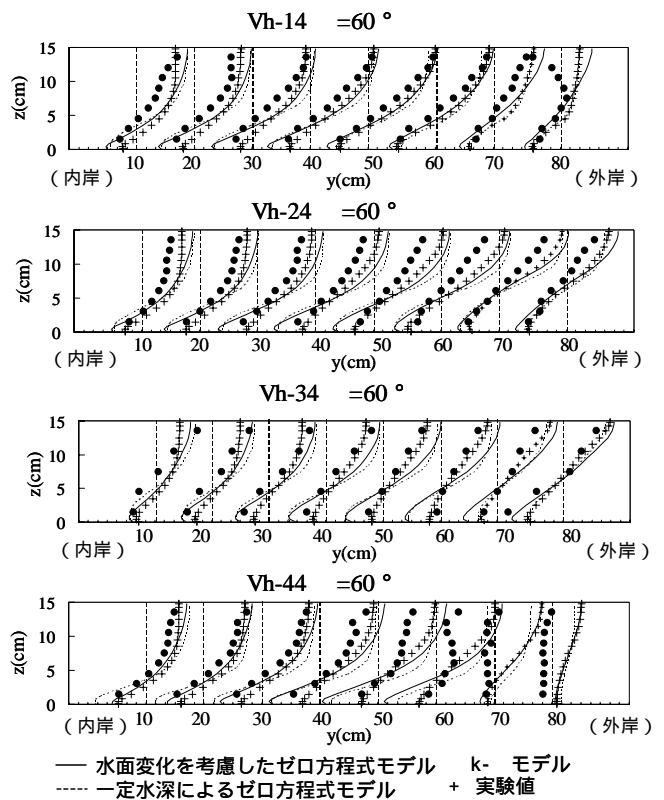 Vh-14 =60 °
z(cm)
15
10
5
0
10 20 30 40 50 60 70 80
（内岸） y(cm) （外岸）
Vh-24 =60 °
z(cm)
15
10
5
0
10 20 30 40 50 60 70 80
（内岸） y(cm) （外岸）
Vh-34 =60 °
z(cm)
15
10
5
0
10 20 30 40 50 60 70 80
（内岸） y(cm) （外岸）
Vh-44 =60 °
z(cm)
15
10
5
0
10 20 30 40 50 60 70 80
（内岸） y(cm) （外岸）
水面変化を考慮したゼロ方程式モデル k- モデル
一定水深によるゼロ方程式モデル + 実験値